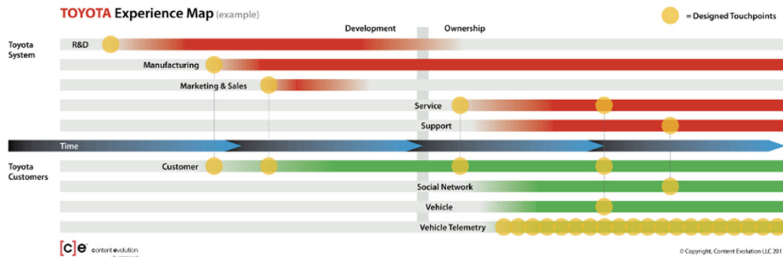 TOYOTA Experience Map (example)
= Designed Touchpoints
Development
Ownership
Toyota
System
R&D
Manufacturing
Marketing & Sales
Service
Support
Time
Toyota
Customers
Customer
Social Network
Vehicle
Vehicle Telemetry
[c]e content evolution
© Copyright, Content Evolution LLC 201